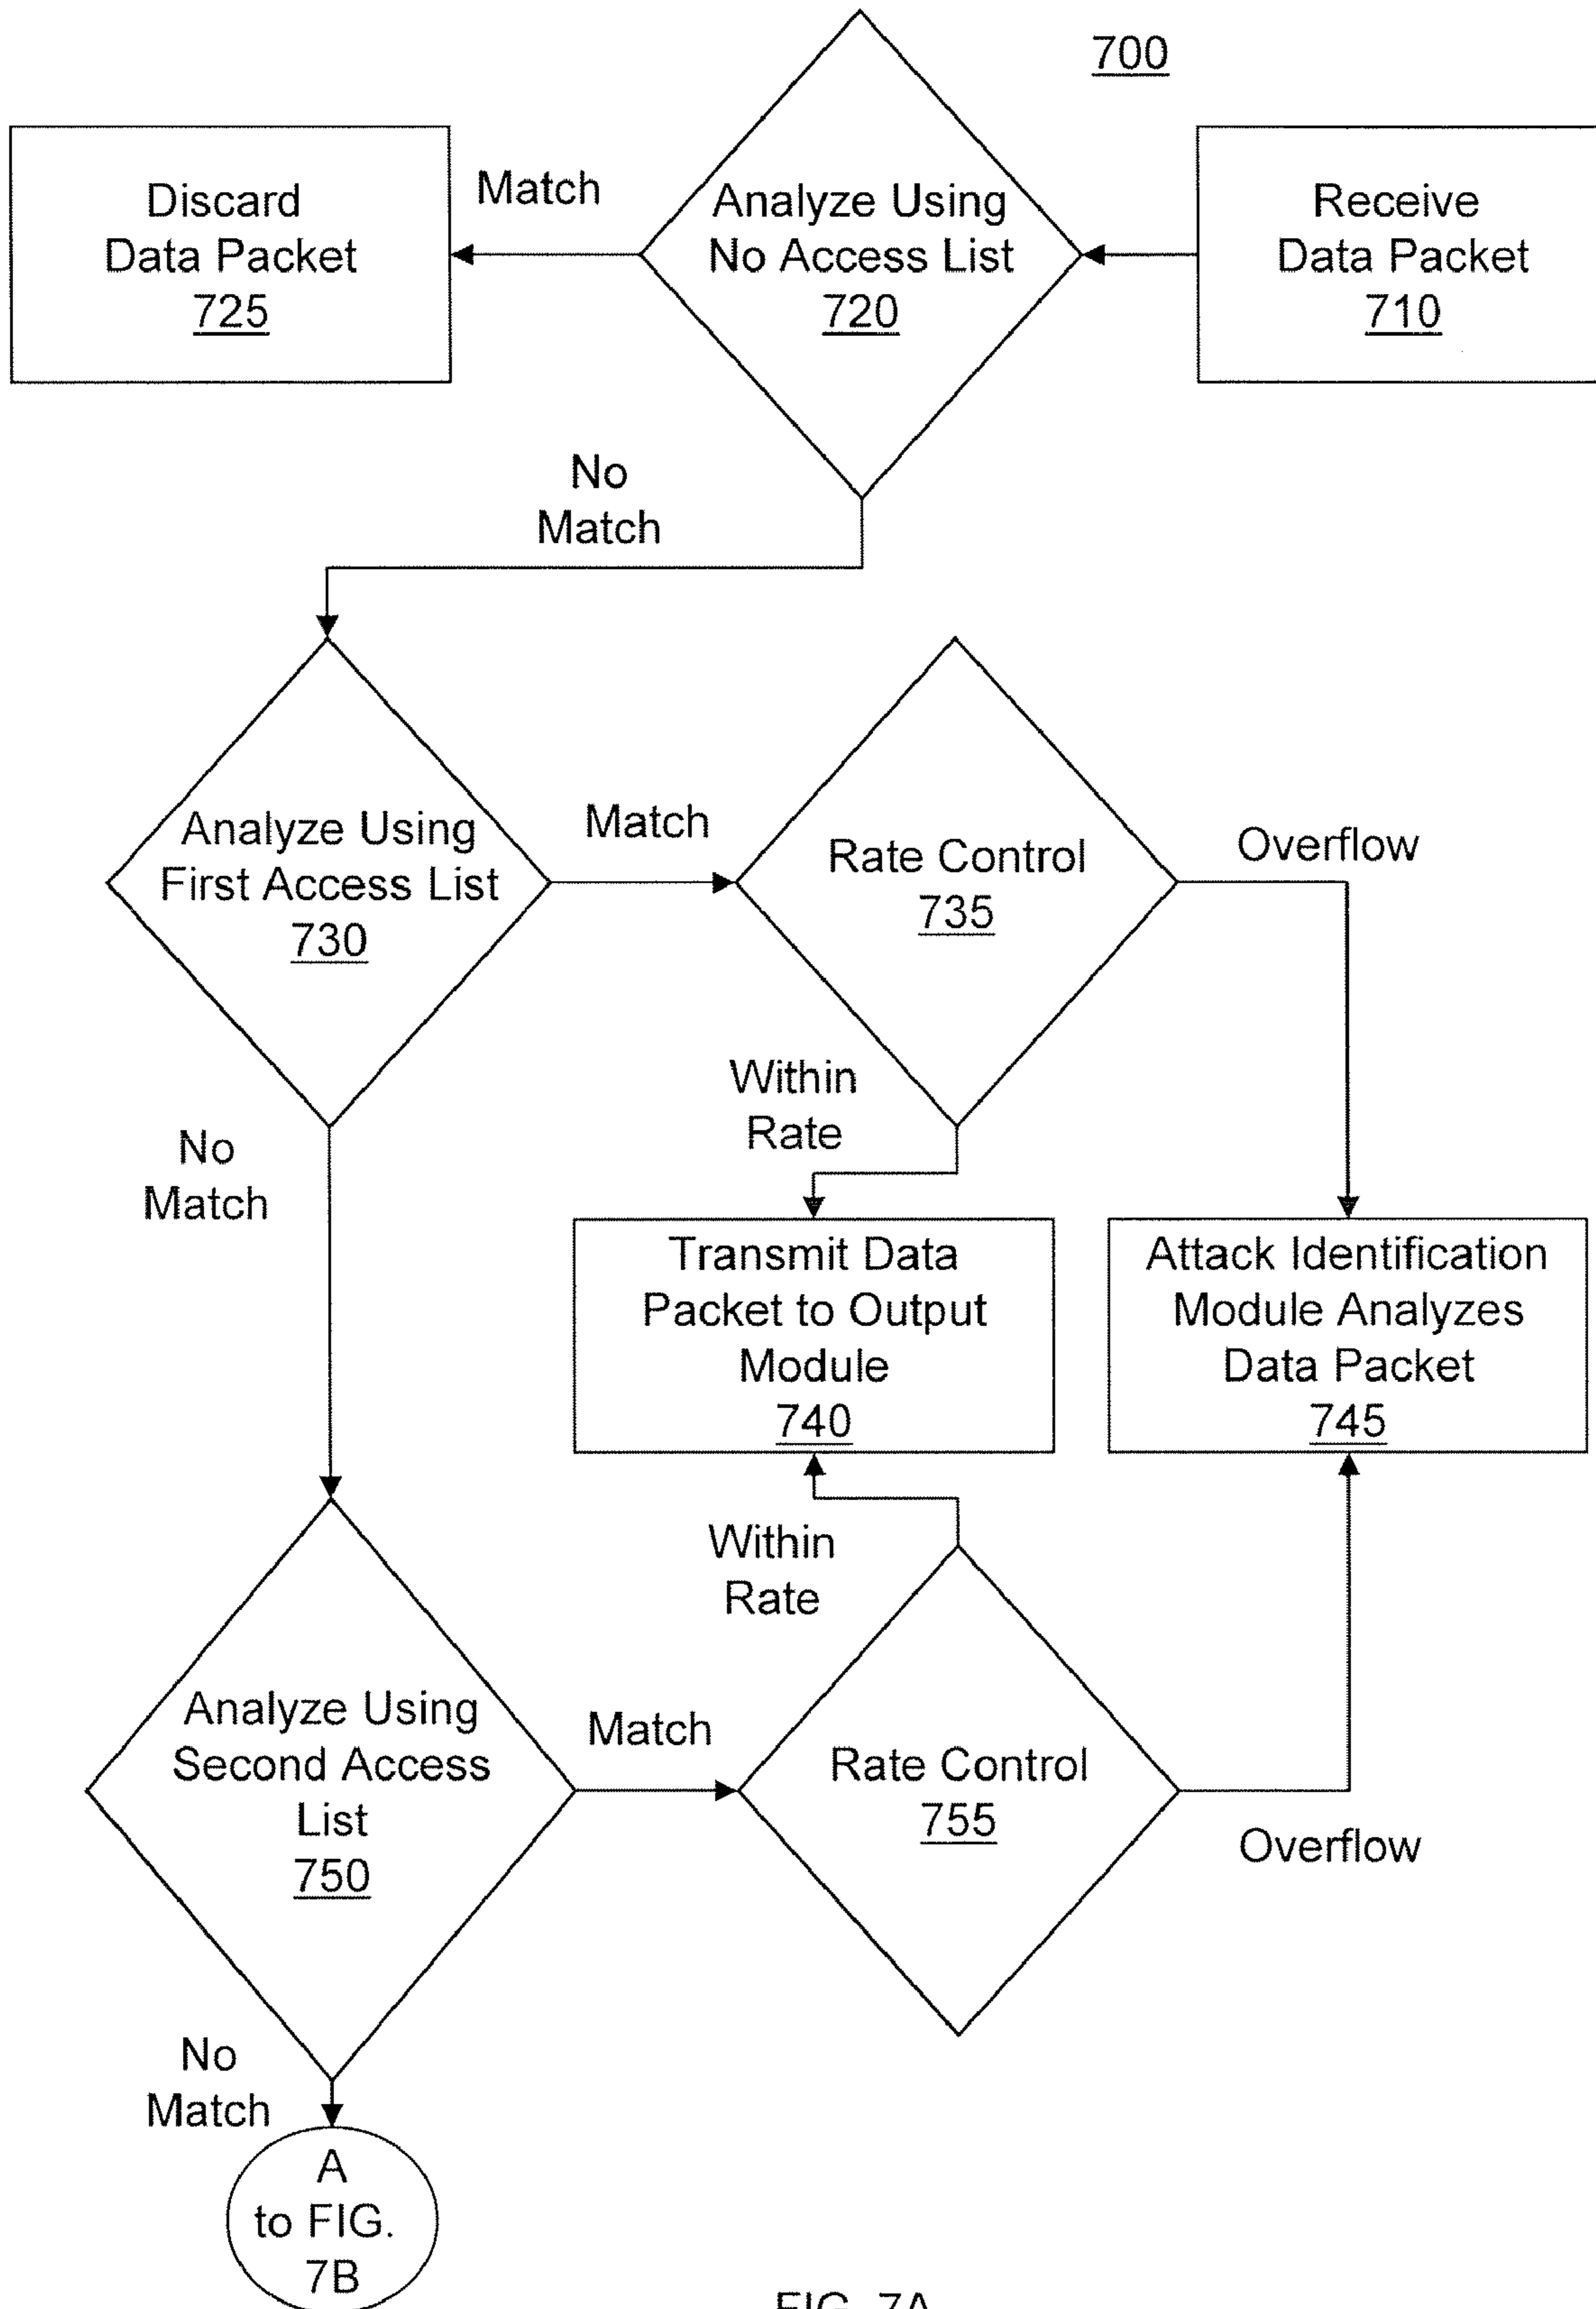 700
Discard
Data Packet
725
Match
Analyze Using
No Access List
720
Receive
Data Packet
710
No
Match
Analyze Using
First Access List
730
Match
Rate Control
735
Overflow
No
Match
Within
Rate
Transmit Data
Packet to Output
Module
740
Attack Identification
Module Analyzes
Data Packet
745
Within
Rate
Analyze Using
Second Access
List
750
Match
Rate Control
755
Overflow
No
Match
A
to FIG.
7B
FIG. 7A